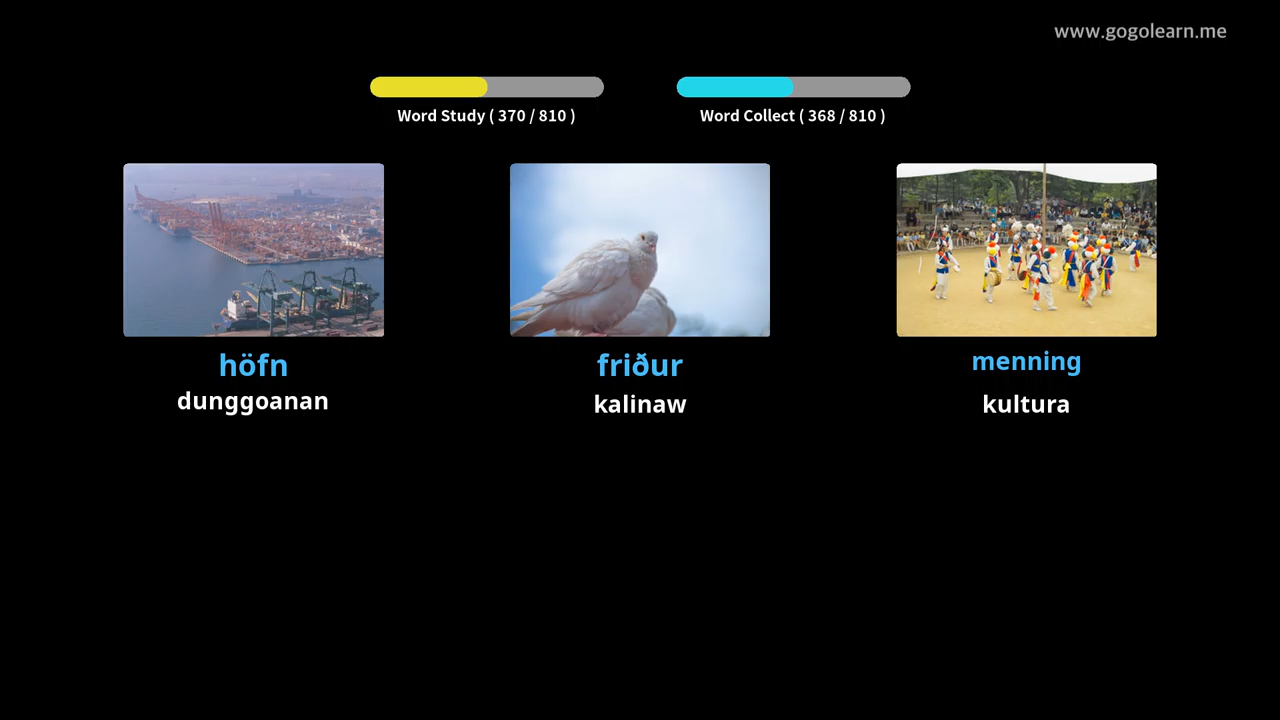 www.gogolearn.me
Word Study ( 370 / 810 )
Word Collect ( 368 / 810 )
höfn
friður
menning
dunggoanan
kalinaw
kultura